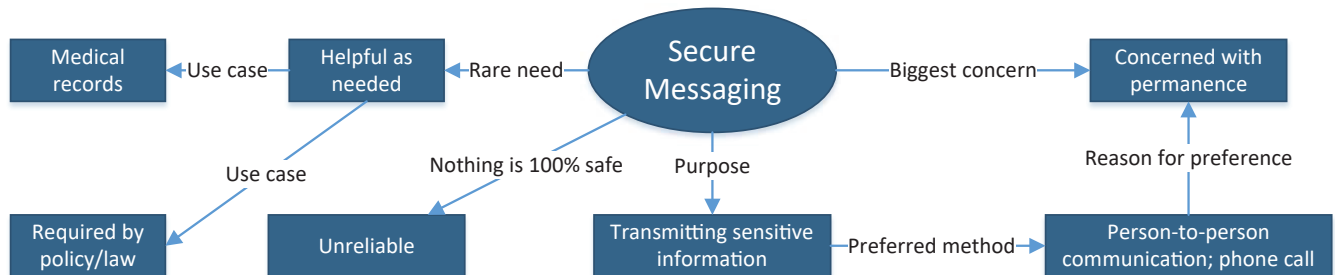 Medical
records
Use case
Helpful as
needed
Rare need
Secure
Messaging
Biggest concern
Concerned with
permanence
Nothing is 100% safe
Purpose
Reason for preference
Use case
Required by
policy/law
Unreliable
Transmitting sensitive
information
Preferred method
Person-to-person
communication; phone call